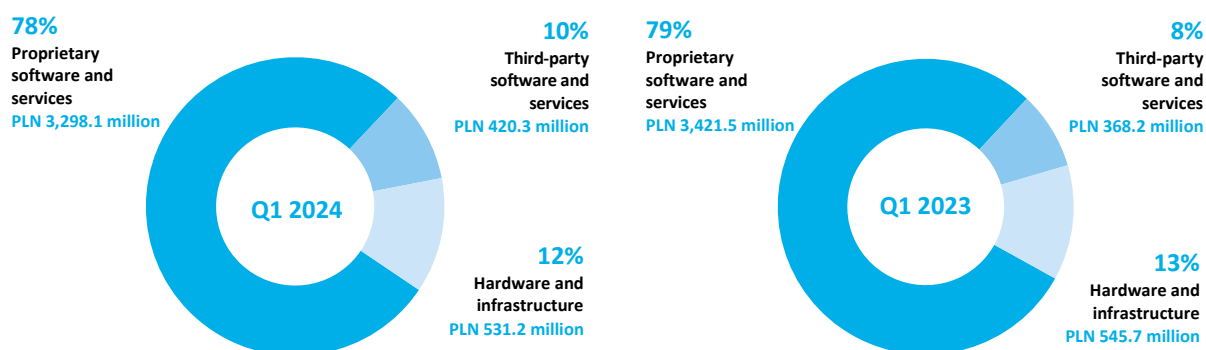 78%
Proprietary
software and
services
PLN 3,298.1 million
10%
Third-party
software and
services
PLN 420.3 million
Q1 2024
12%
Hardware and
infrastructure
PLN 531.2 million
79%
Proprietary
software and
services
PLN 3,421.5 million
8%
Third-party
software and
services
PLN 368.2 million
Q1 2023
13%
Hardware and
infrastructure
PLN 545.7 million